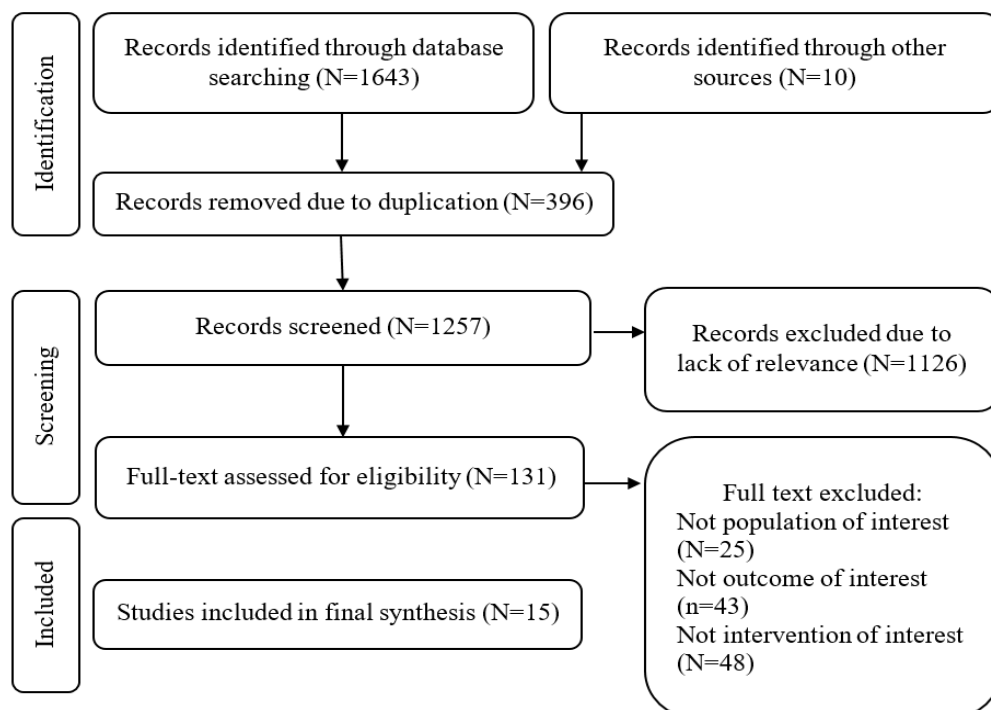 Identification
Records identified through database
searching (N=1643)
Records identified through other
sources (N=10)
Records removed due to duplication (N=396)
Screening
Records screened (N=1257)
Records excluded due to
lack of relevance (N=1126)
Full-text assessed for eligibility (N=131)
Full text excluded:
Not population of interest
(N=25)
Not outcome of interest
(n=43)
Not intervention of interest
(N=48)
Included
Studies included in final synthesis (N=15)